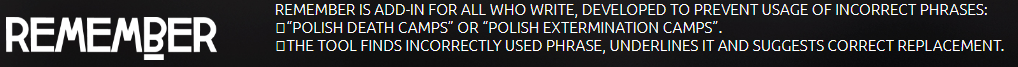 REMEMBER
REMEMBER IS ADD-IN FOR ALL WHO WRITE, DEVELOPED TO PREVENT USAGE OF INCORRECT PHRASES:
“POLISH DEATH CAMPS” OR “POLISH EXTERMINATION CAMPS”.
THE TOOL FINDS INCORRECTLY USED PHRASE, UNDERLINES IT AND SUGGESTS CORRECT REPLACEMENT.